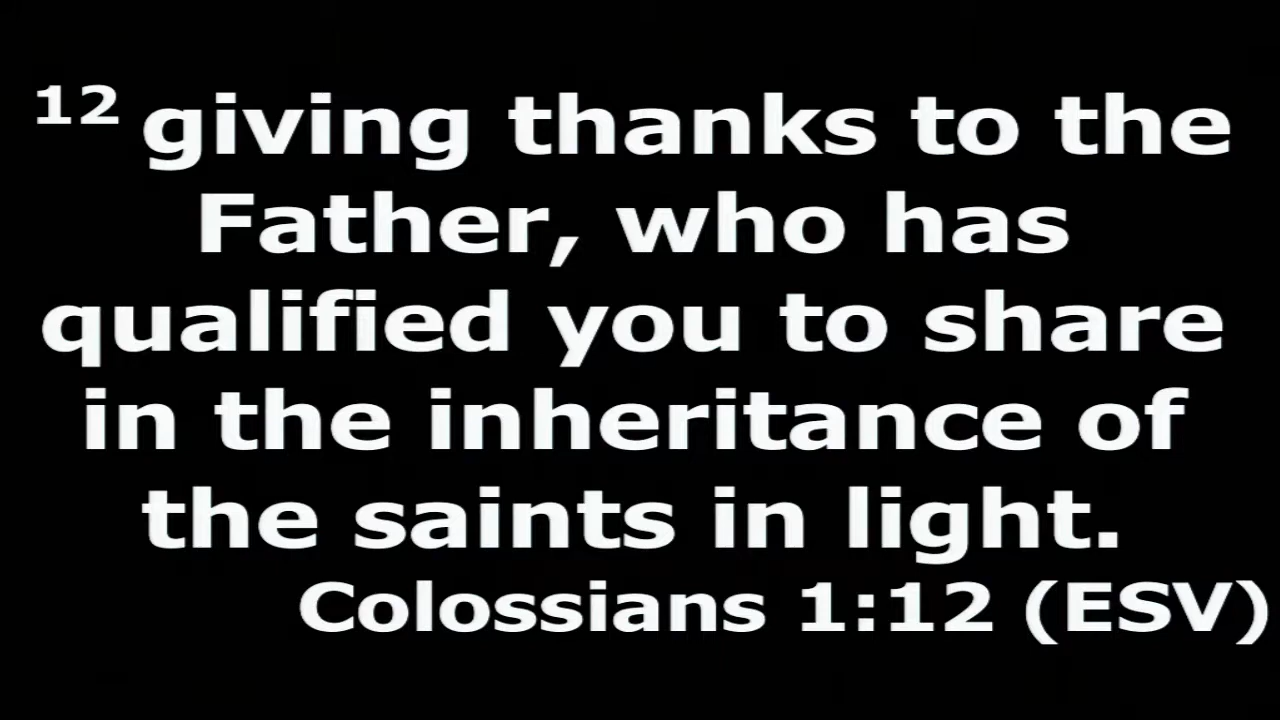 12 giving thanks to the
Father, who has
qualified you to share
in the inheritance of
the saints in light.
Colossians 1:12 (ESV)